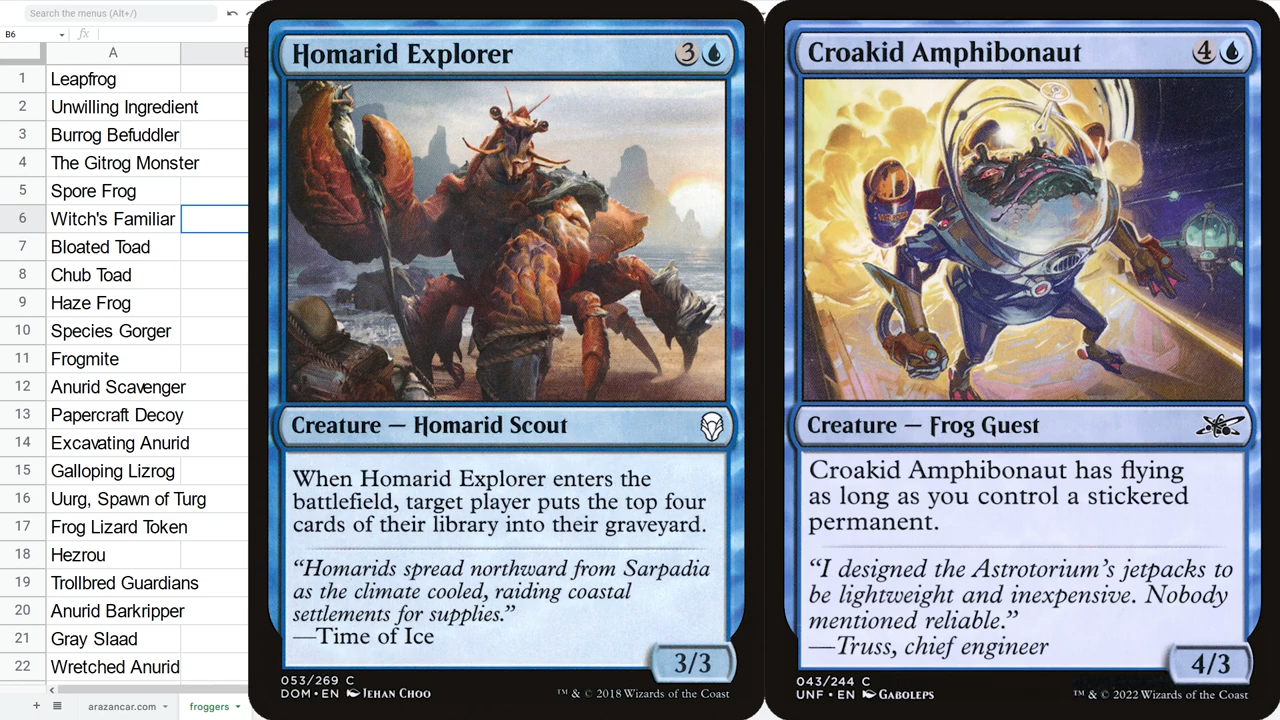 Search the menus (Alt+/)
B6
fx
A
1 Leapfrog
2 Unwilling Ingredient
3 Burrog Befuddler
4 The Gitrog Monster
5 Spore Frog
6 Witch's Familiar
7 Bloated Toad
8 Chub Toad
9 Haze Frog
10 Species Gorger
11 Frogmite
12 Anurid Scavenger
13 Papercraft Decoy
14 Excavating Anurid
15 Galloping Lizrog
16 Uurg, Spawn of Turg
17 Frog Lizard Token
18 Hezrou
19 Trollbred Guardians
20 Anurid Barkripper
21 Gray Slaad
22 Wretched Anurid
arazancar.com
froggers
Homarid Explorer 3
Creature — Homarid Scout
When Homarid Explorer enters the
battlefield, target player puts the top four
cards of their library into their graveyard.
“Homarids spread northward from Sarpadia
as the climate cooled, raiding coastal
settlements for supplies.”
—Time of Ice
3/3
053/269 C
DOM • EN Jehan Choo
™ & © 2018 Wizards of the Coast
Croakid Amphibonaut 4
Creature — Frog Guest
Croakid Amphibonaut has flying
as long as you control a stickered
permanent.
“I designed the Astrotorium’s jetpacks to
be lightweight and inexpensive. Nobody
mentioned reliable.”
—Truss, chief engineer
4/3
043/244 C
UNF • EN Gaboleps
™ & © 2022 Wizards of the Coast